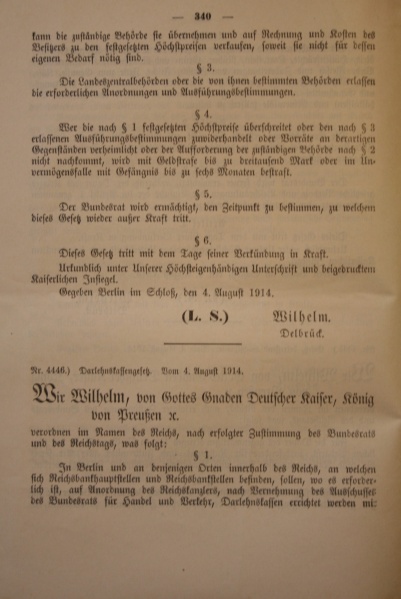 — 340 —
kann die zuständige Behörde sie übernehmen und auf Rechnung und Kosten des
Besitzers zu den festgesetzten Höchstpreisen verkaufen, soweit sie nicht für dessen
eigenen Bedarf nötig sind.
§ 3.
Die Landeszentralbehörden oder die von ihnen bestimmten Behörden erlassen
die erforderlichen Anordnungen und Ausführungsbestimmungen.
§ 4.
Wer die nach § 1 festgesetzten Höchstpreise überschreitet oder den nach § 3
erlassenen Ausführungsbestimmungen zuwiderhandelt oder Vorräte an derartigen
Gegenständen verheimlicht oder der Aufforderung der zuständigen Behörde nach § 2
nicht nachkommt, wird mit Geldstrafe bis zu dreitausend Mark oder im Un-
vermögensfalle mit Gefängnis bis zu sechs Monaten bestraft.
§ 5.
Der Bundesrat wird ermächtigt, den Zeitpunkt zu bestimmen, zu welchem
dieses Gesetz wieder außer Kraft tritt.
§ 6.
Dieses Gesetz tritt mit dem Tage seiner Verkündung in Kraft.
Urkundlich unter Unserer Höchsteigenhändigen Unterschrift und beigedrucktem
Kaiserlichen Insiegel.
Gegeben Berlin im Schloß, den 4. August 1914.
(L. S.) Wilhelm.
Delbrück.
Nr. 4446.) Darlehnskassengesetz. Vom 4. August 1914.
Wir Wilhelm, von Gottes Gnaden Deutscher Kaiser, König
von Preußen ꝛc.
verordnen im Namen des Reichs, nach erfolgter Zustimmung des Bundesrats
und des Reichstags, was folgt:
§ 1.
In Berlin und an denjenigen Orten innerhalb des Reichs, an welchen
sich Reichsbankhauptstellen und Reichsbankstellen befinden, sollen, wo es erforder-
lich ist, auf Anordnung des Reichskanzlers, nach Vernehmung des Ausschusses
des Bundesrats für Handel und Verkehr, Darlehnskassen errichtet werden mit